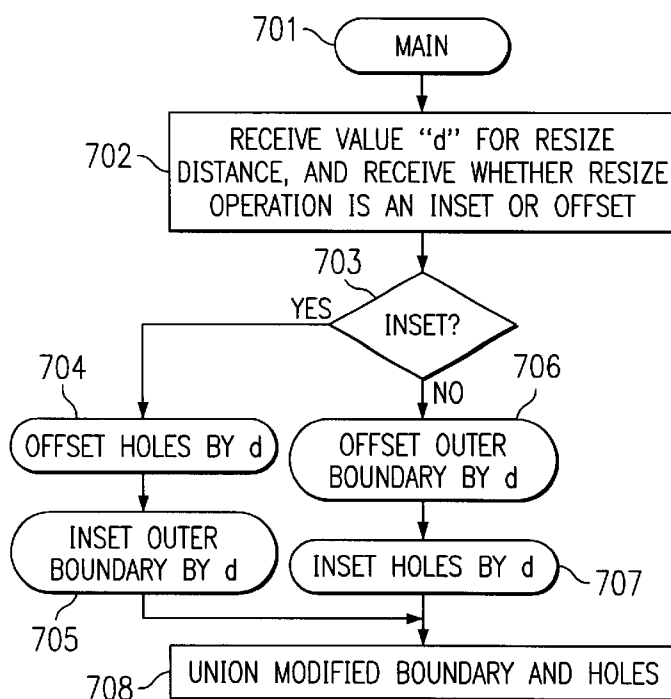 701
MAIN
702
RECEIVE VALUE “d” FOR RESIZE
DISTANCE, AND RECEIVE WHETHER RESIZE
OPERATION IS AN INSET OR OFFSET
703
YES
INSET?
NO
704
OFFSET HOLES BY d
706
OFFSET OUTER
BOUNDARY BY d
INSET OUTER
BOUNDARY BY d
705
INSET HOLES BY d
707
708
UNION MODIFIED BOUNDARY AND HOLES